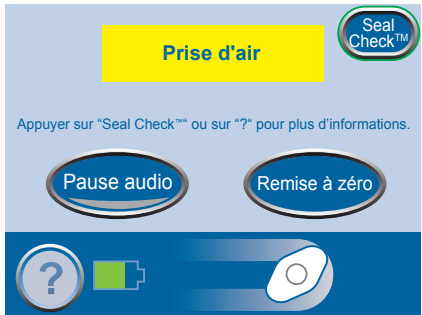 Seal
Check™
Prise d'air
Appuyer sur “Seal Check™“ ou sur “?“ pour plus d’informations.
Pause audio
Remise à zéro
?